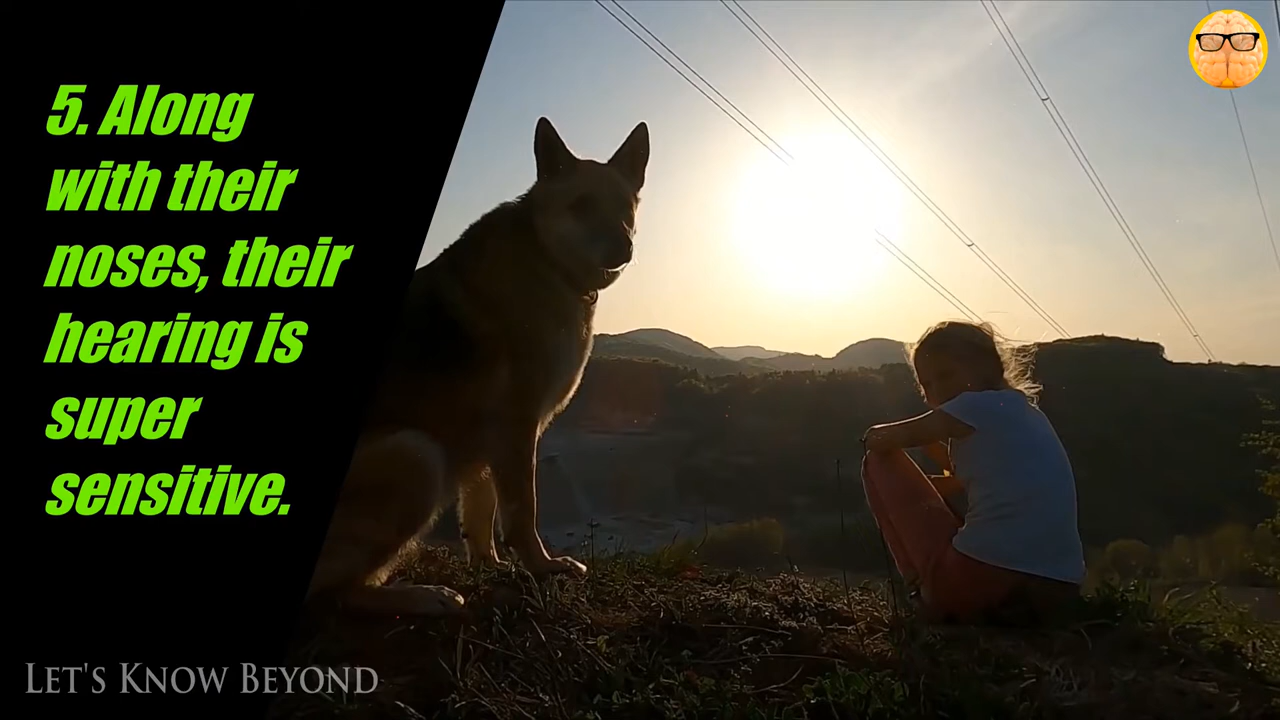 5. Along
with their
noses, their
hearing is
super
sensitive.
Let's Know Beyond